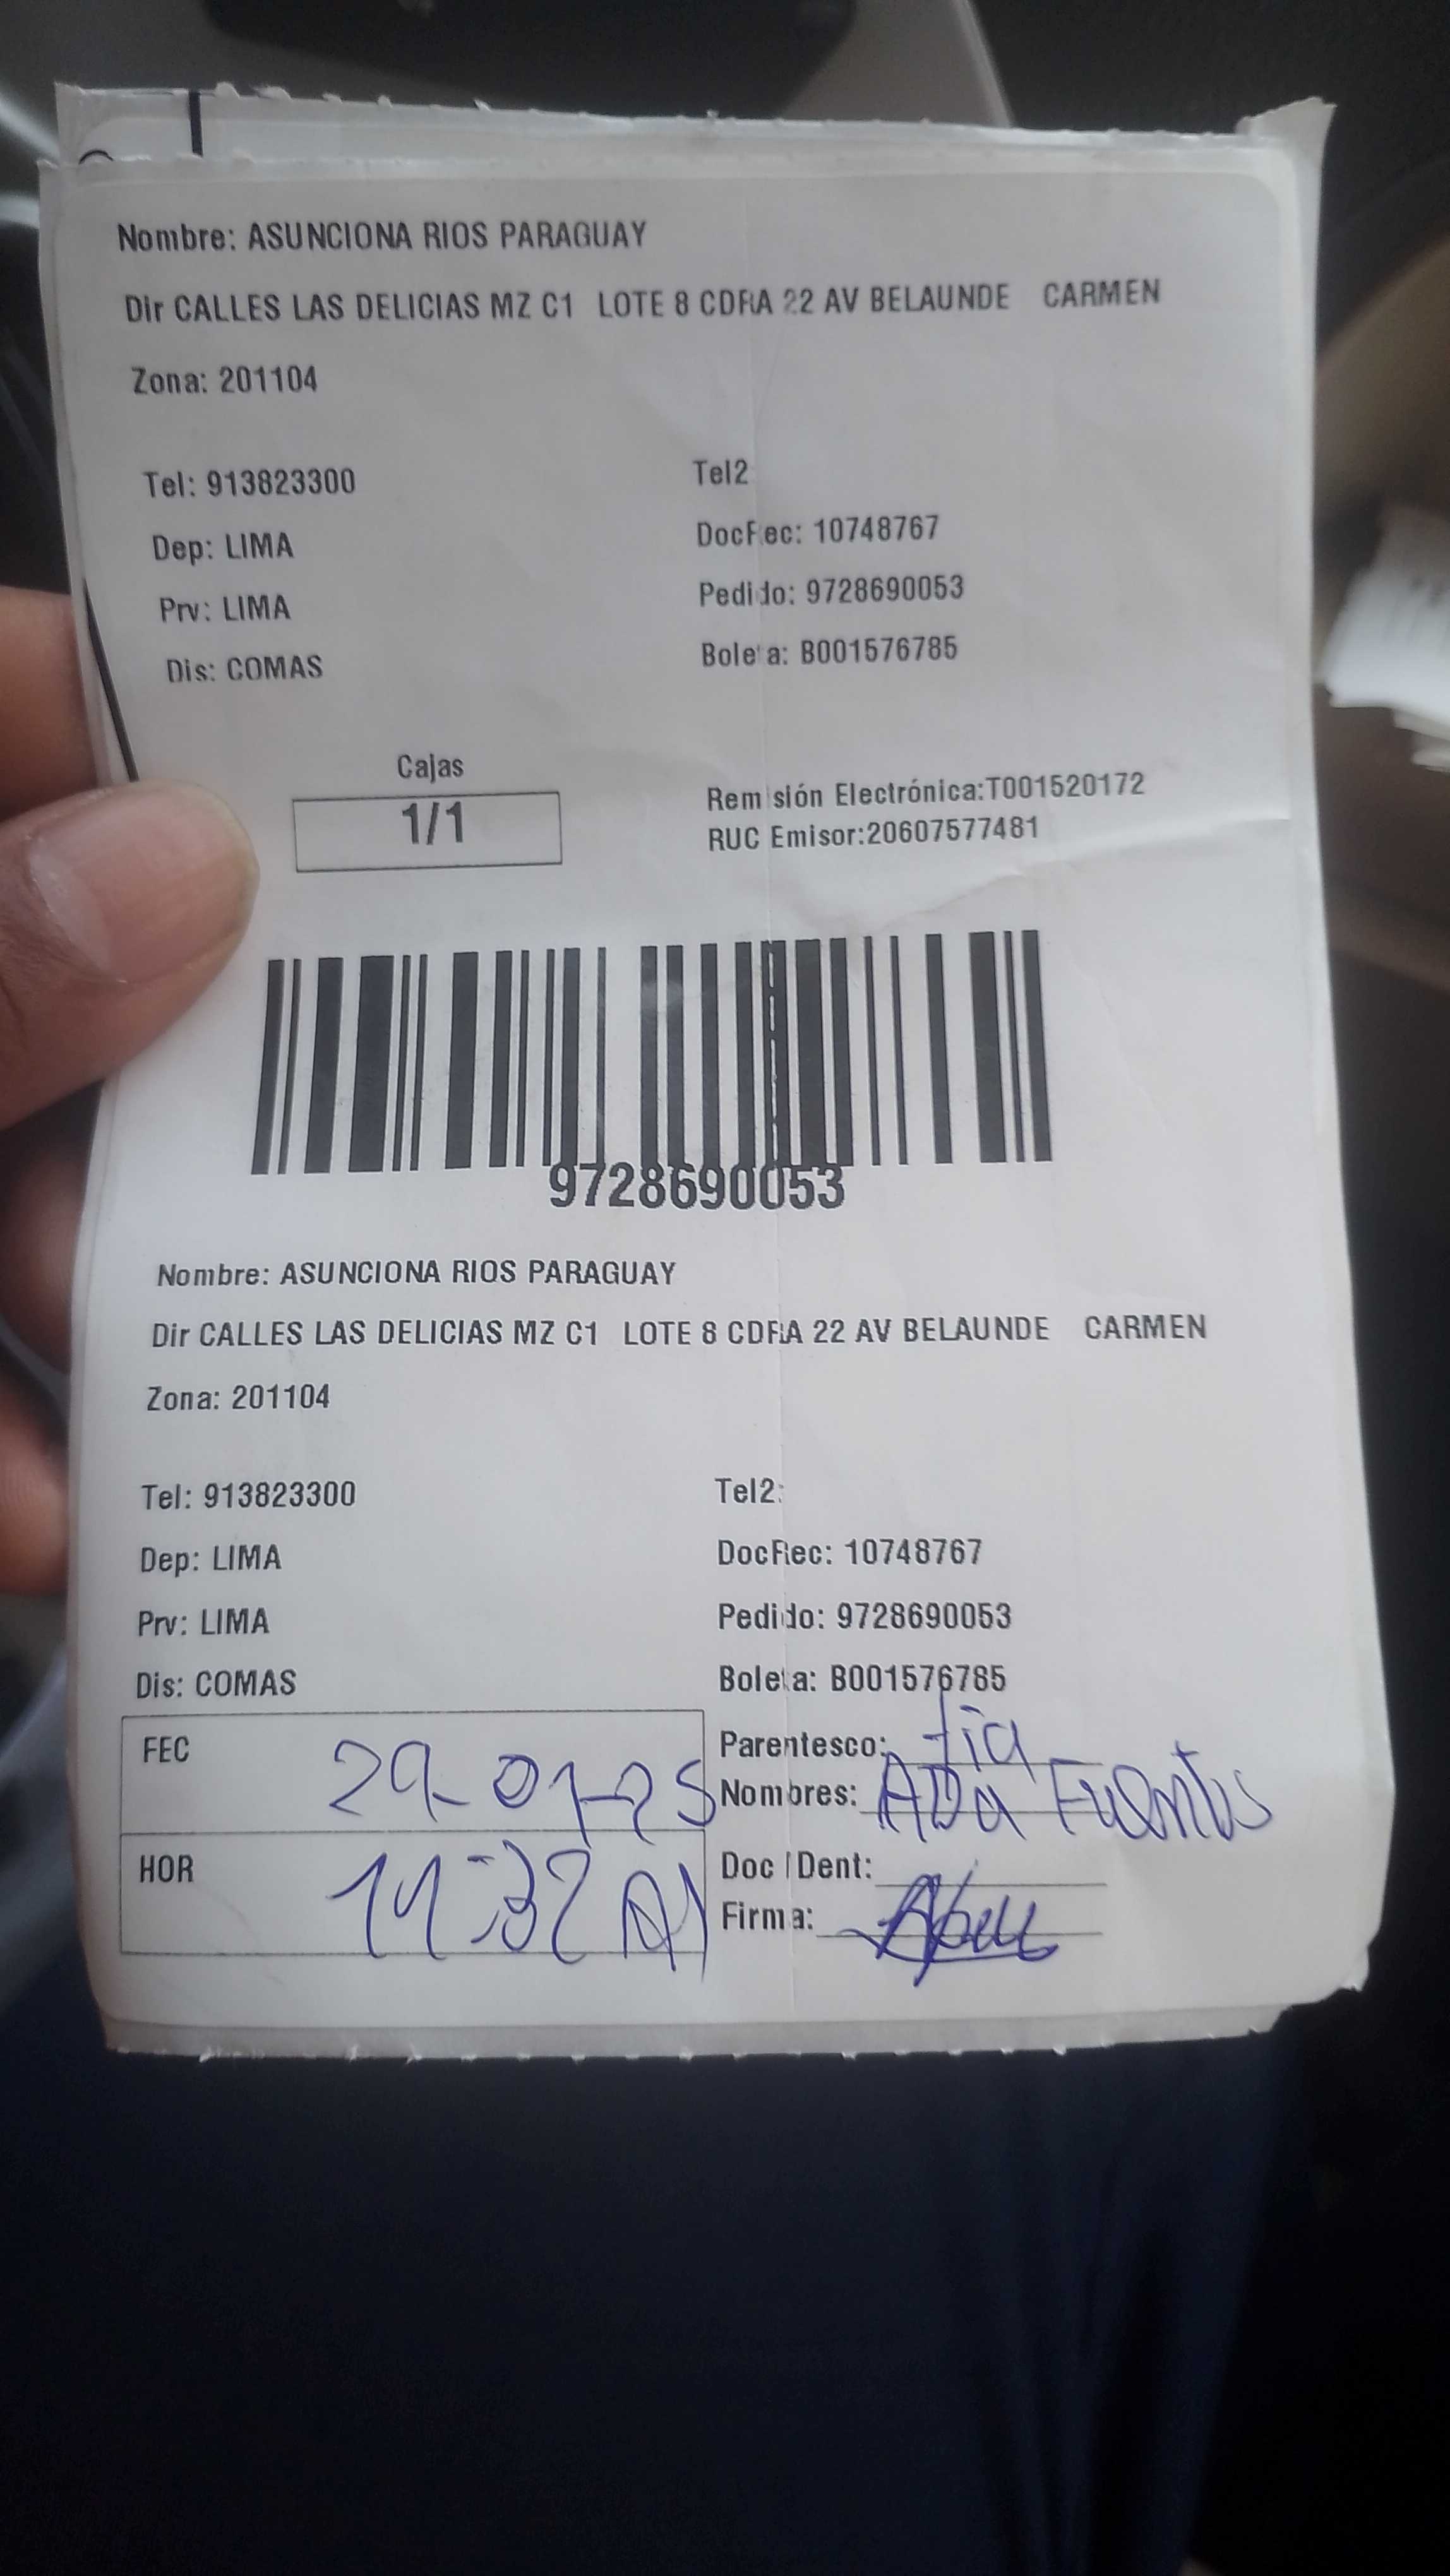 Nombre: ASUNCIONA RIOS PARAGUAY
Dir CALLES LAS DELICIAS MZ C1 LOTE 8 CDRA 22 AV BELAUNDE CARMEN
Zona: 201104
Tel: 913823300 Tel2
Dep: LIMA DocRec: 10748767
Prv: LIMA Pedido: 9728690053
Dis: COMAS Boleta: B001576785
Cajas
1/1
Remisión Electrónica:T001520172
RUC Emisor:20607577481
9728690053
Nombre: ASUNCIONA RIOS PARAGUAY
Dir CALLES LAS DELICIAS MZ C1 LOTE 8 CDRA 22 AV BELAUNDE CARMEN
Zona: 201104
Tel: 913823300 Tel2:
Dep: LIMA DocRec: 10748767
Prv: LIMA Pedido: 9728690053
Dis: COMAS Boleta: B001576785
FEC 29-01-25 Parentesco: tia
Nombres: ADa Fuentes
HOR 11:32 AM Doc IDent:
Firma: